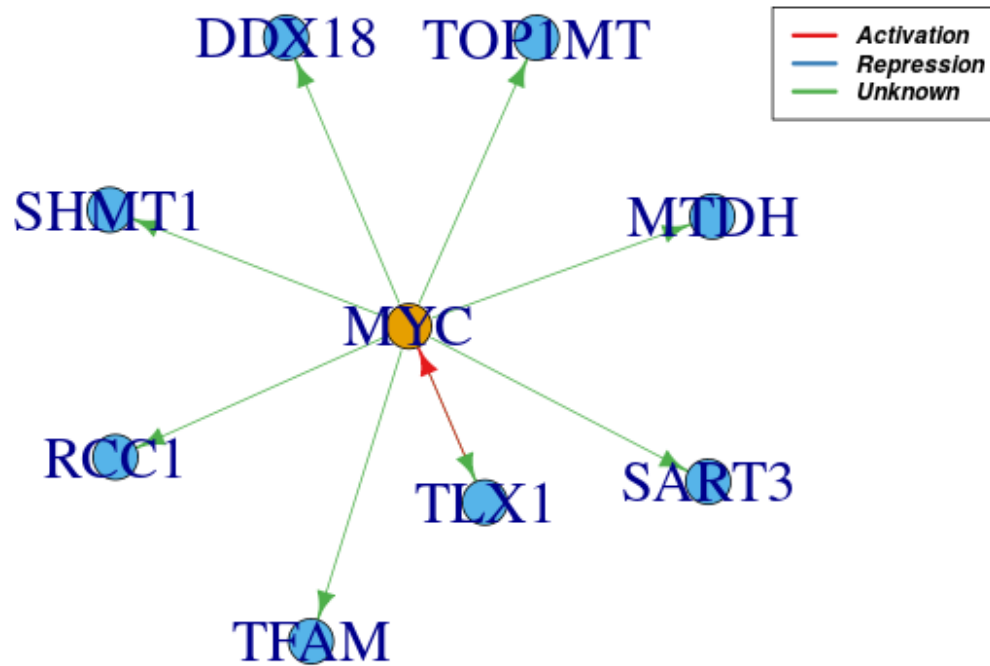 DDX18
TOP1MT
Activation
Repression
Unknown
SHMT1
MTDH
MYC
RCC1
TLX1
SART3
TFAM